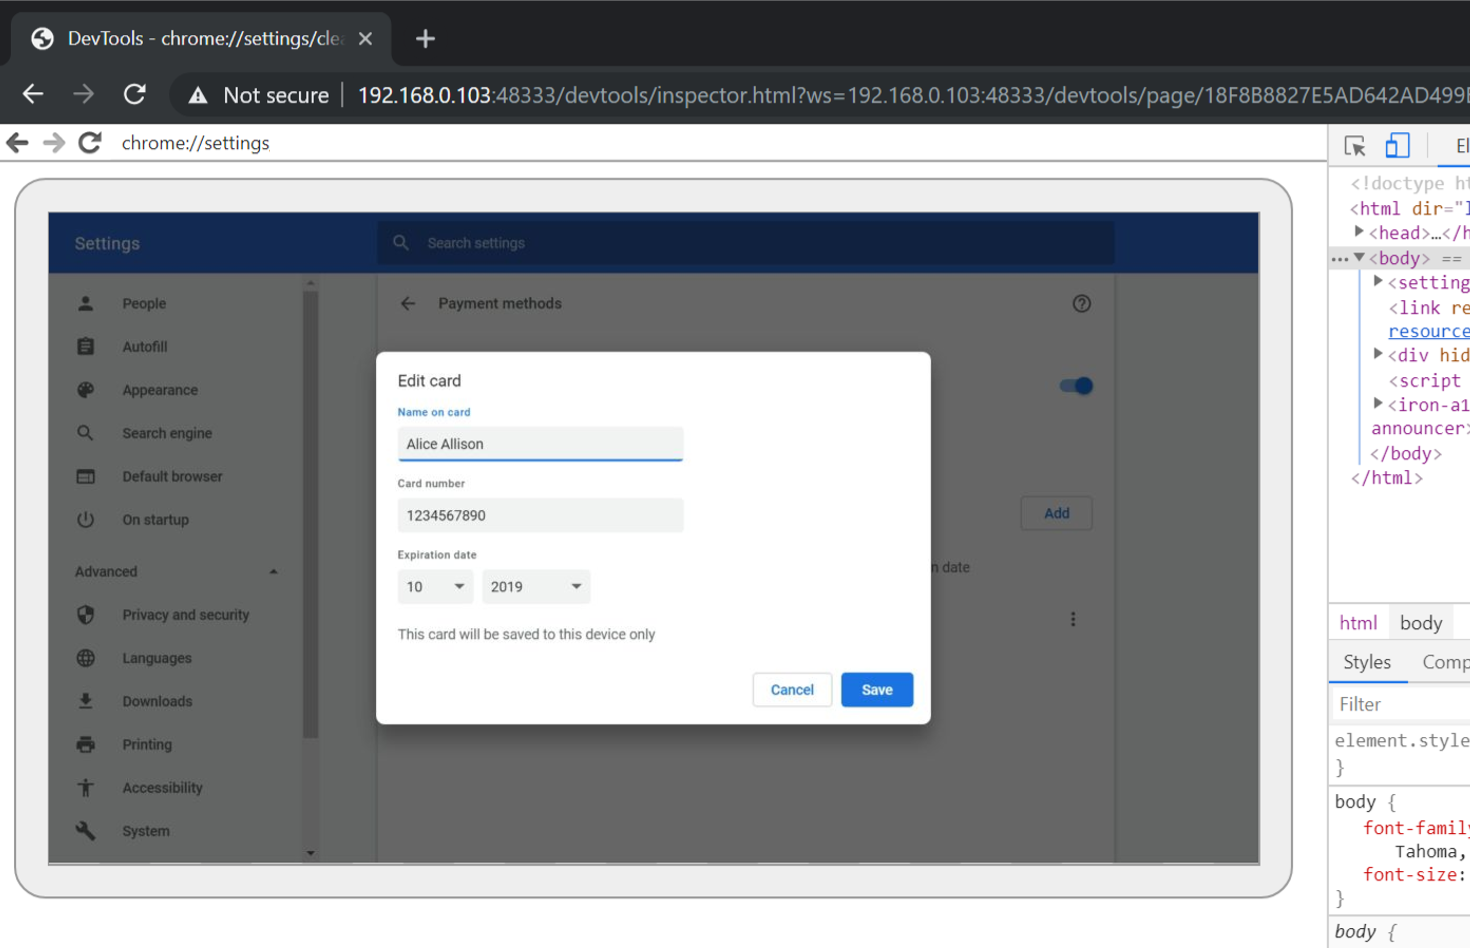 DevTools - chrome://settings/cle
Not secure 192.168.0.103:48333/devtools/inspector.html?ws=192.168.0.103:48333/devtools/page/18F8B8827E5AD642AD499
chrome://settings
Settings
Search settings
People
Autofill
Appearance
Search engine
Default browser
On startup
Advanced
Privacy and security
Languages
Downloads
Printing
Accessibility
System
Payment methods
Edit card
Name on card
Alice Allison
Card number
1234567890
Expiration date
10 2019
This card will be saved to this device only
Cancel Save
Add
n date
El
<!doctype ht
<html dir="l
<head>…</h
… <body> ==
<setting
<link re
resource
<div hid
<script
<iron-a1
announcer>
</body>
</html>
html body
Styles Comp
Filter
element.style
}
body {
font-family
Tahoma,
font-size:
}
body {